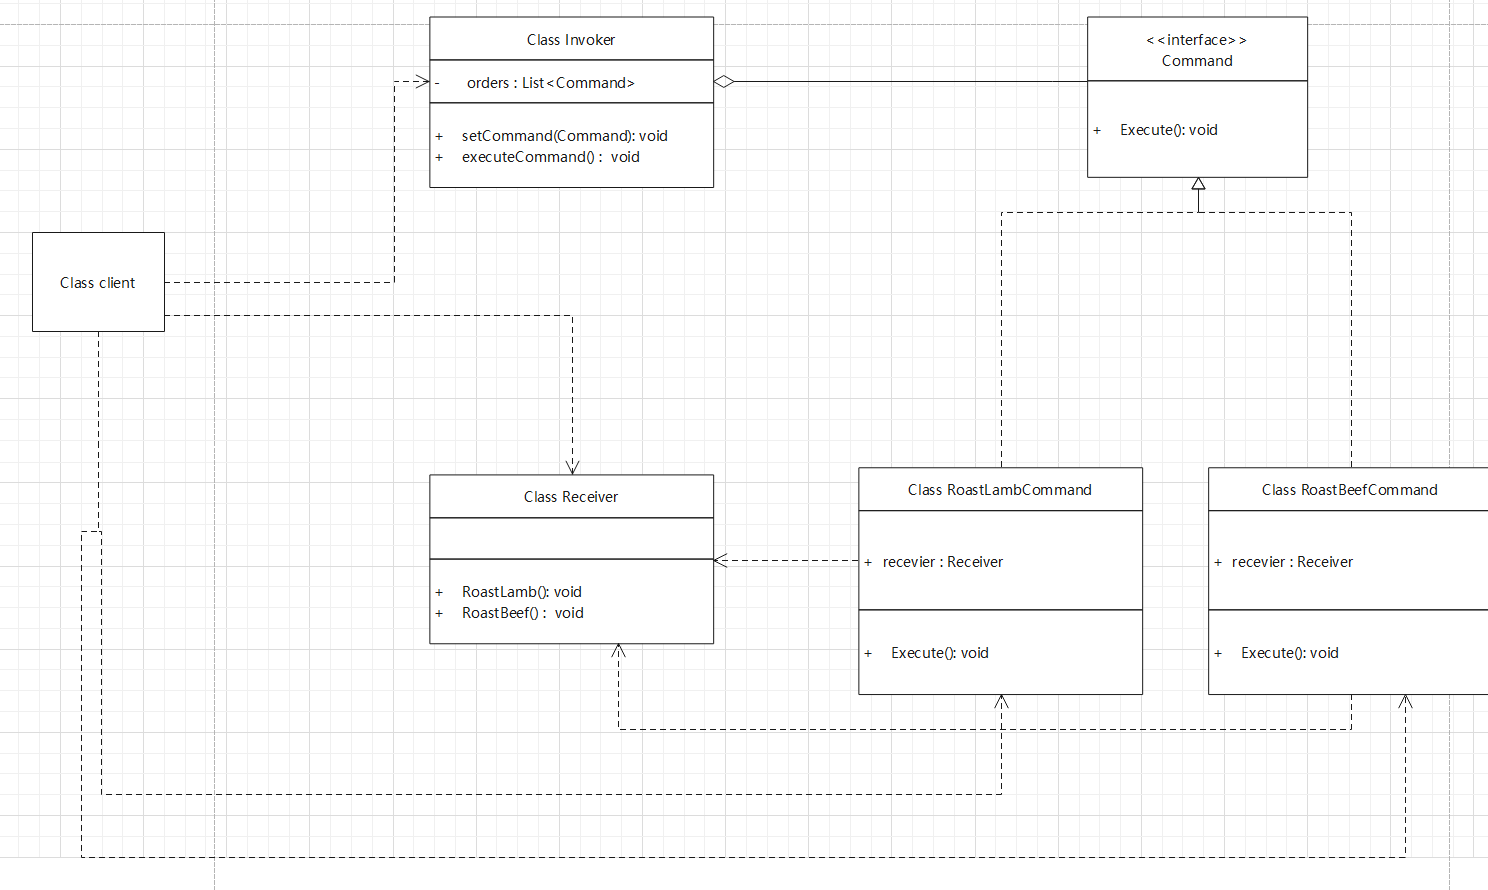 Class Invoker
- orders : List<Command>
+ setCommand(Command): void
+ executeCommand() : void
<<interface>>
Command
+ Execute(): void
Class client
Class Receiver
+ RoastLamb(): void
+ RoastBeef() : void
Class RoastLambCommand
+ recevier : Receiver
+ Execute(): void
Class RoastBeefCommand
+ recevier : Receiver
+ Execute(): void